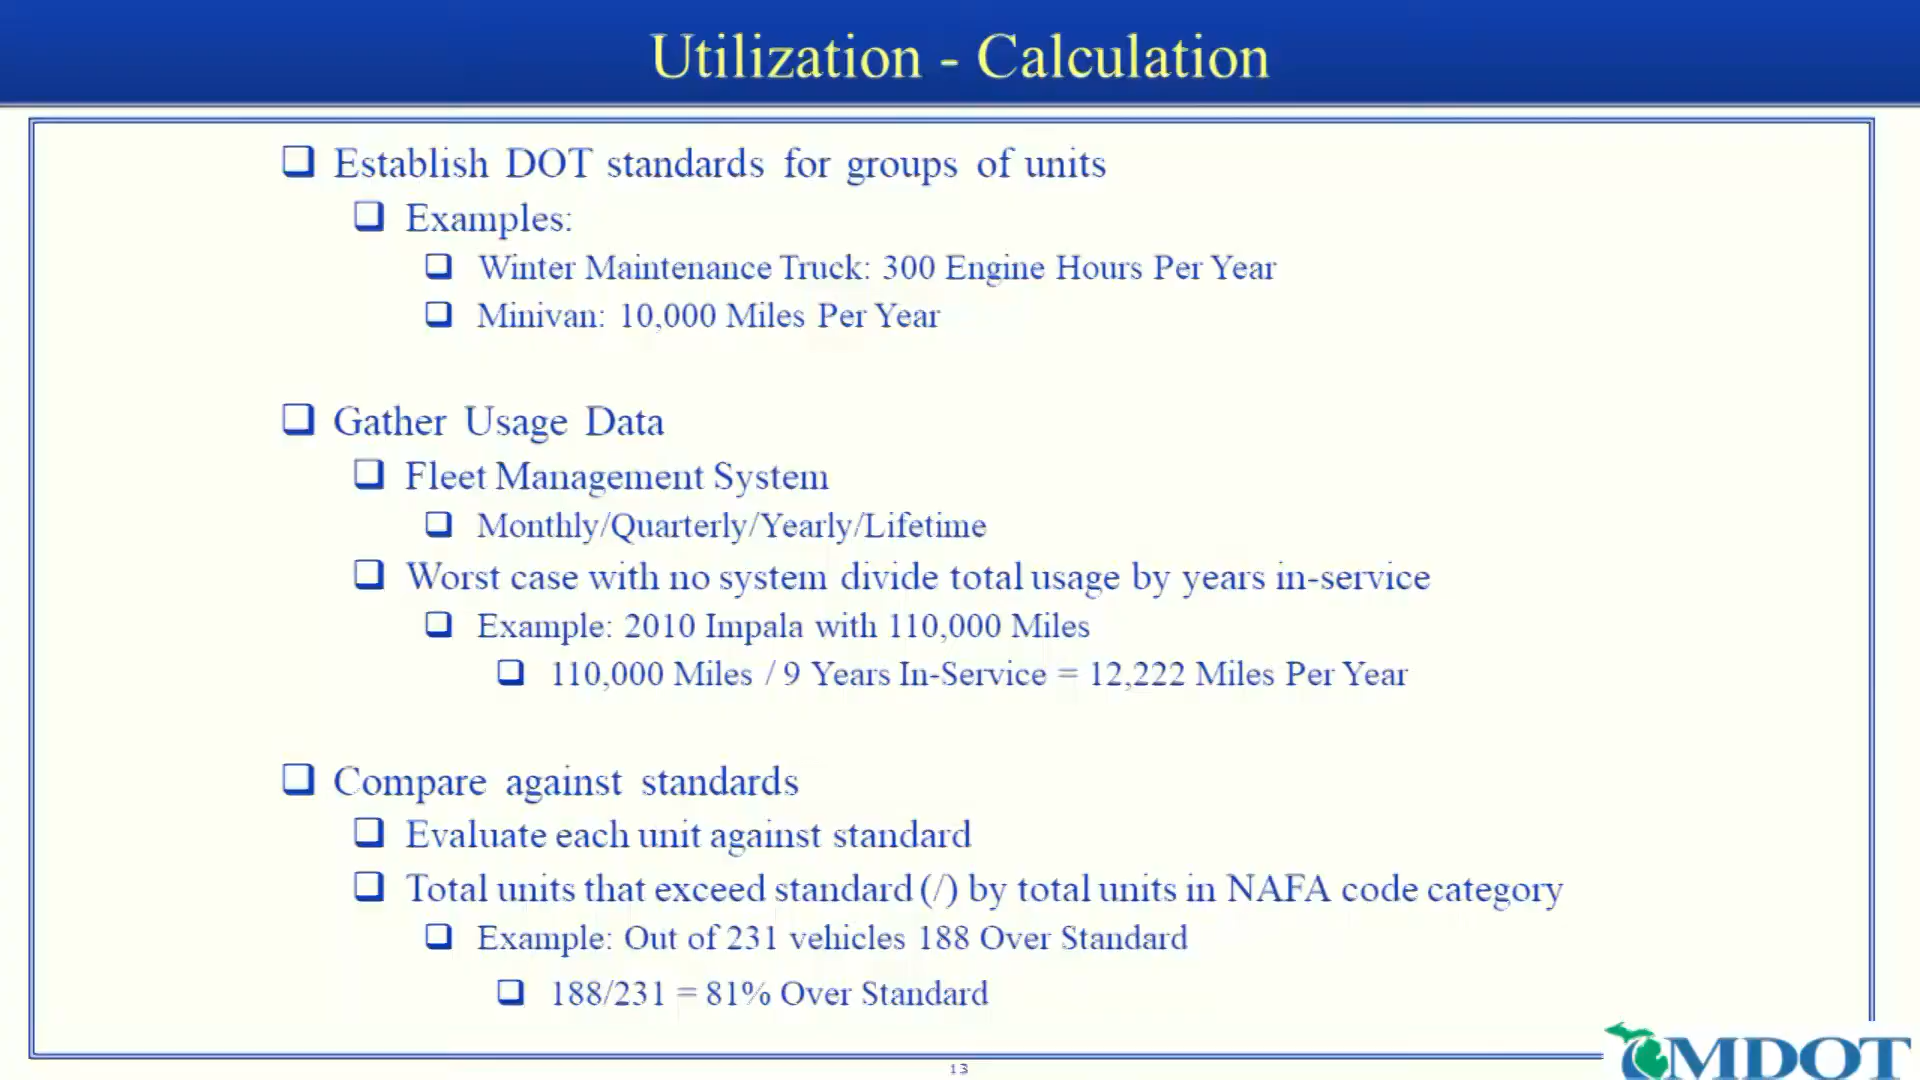 Utilization - Calculation
Establish DOT standards for groups of units
Examples:
Winter Maintenance Truck: 300 Engine Hours Per Year
Minivan: 10,000 Miles Per Year
Gather Usage Data
Fleet Management System
Monthly/Quarterly/Yearly/Lifetime
Worst case with no system divide total usage by years in-service
Example: 2010 Impala with 110,000 Miles
110,000 Miles / 9 Years In-Service = 12,222 Miles Per Year
Compare against standards
Evaluate each unit against standard
Total units that exceed standard (/) by total units in NAFA code category
Example: Out of 231 vehicles 188 Over Standard
188/231 = 81% Over Standard
13
MDOT